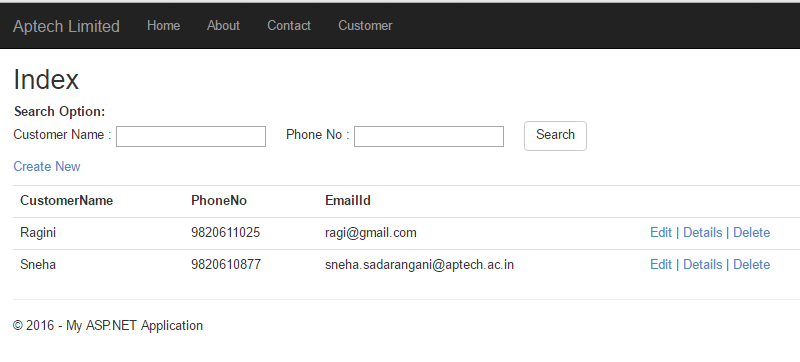 Aptech Limited Home About Contact Customer
Index
Search Option:
Customer Name : Phone No : Search
Create New
CustomerName PhoneNo EmailId
Ragini 9820611025 ragi@gmail.com Edit | Details | Delete
Sneha 9820610877 sneha.sadarangani@aptech.ac.in Edit | Details | Delete
© 2016 - My ASP.NET Application